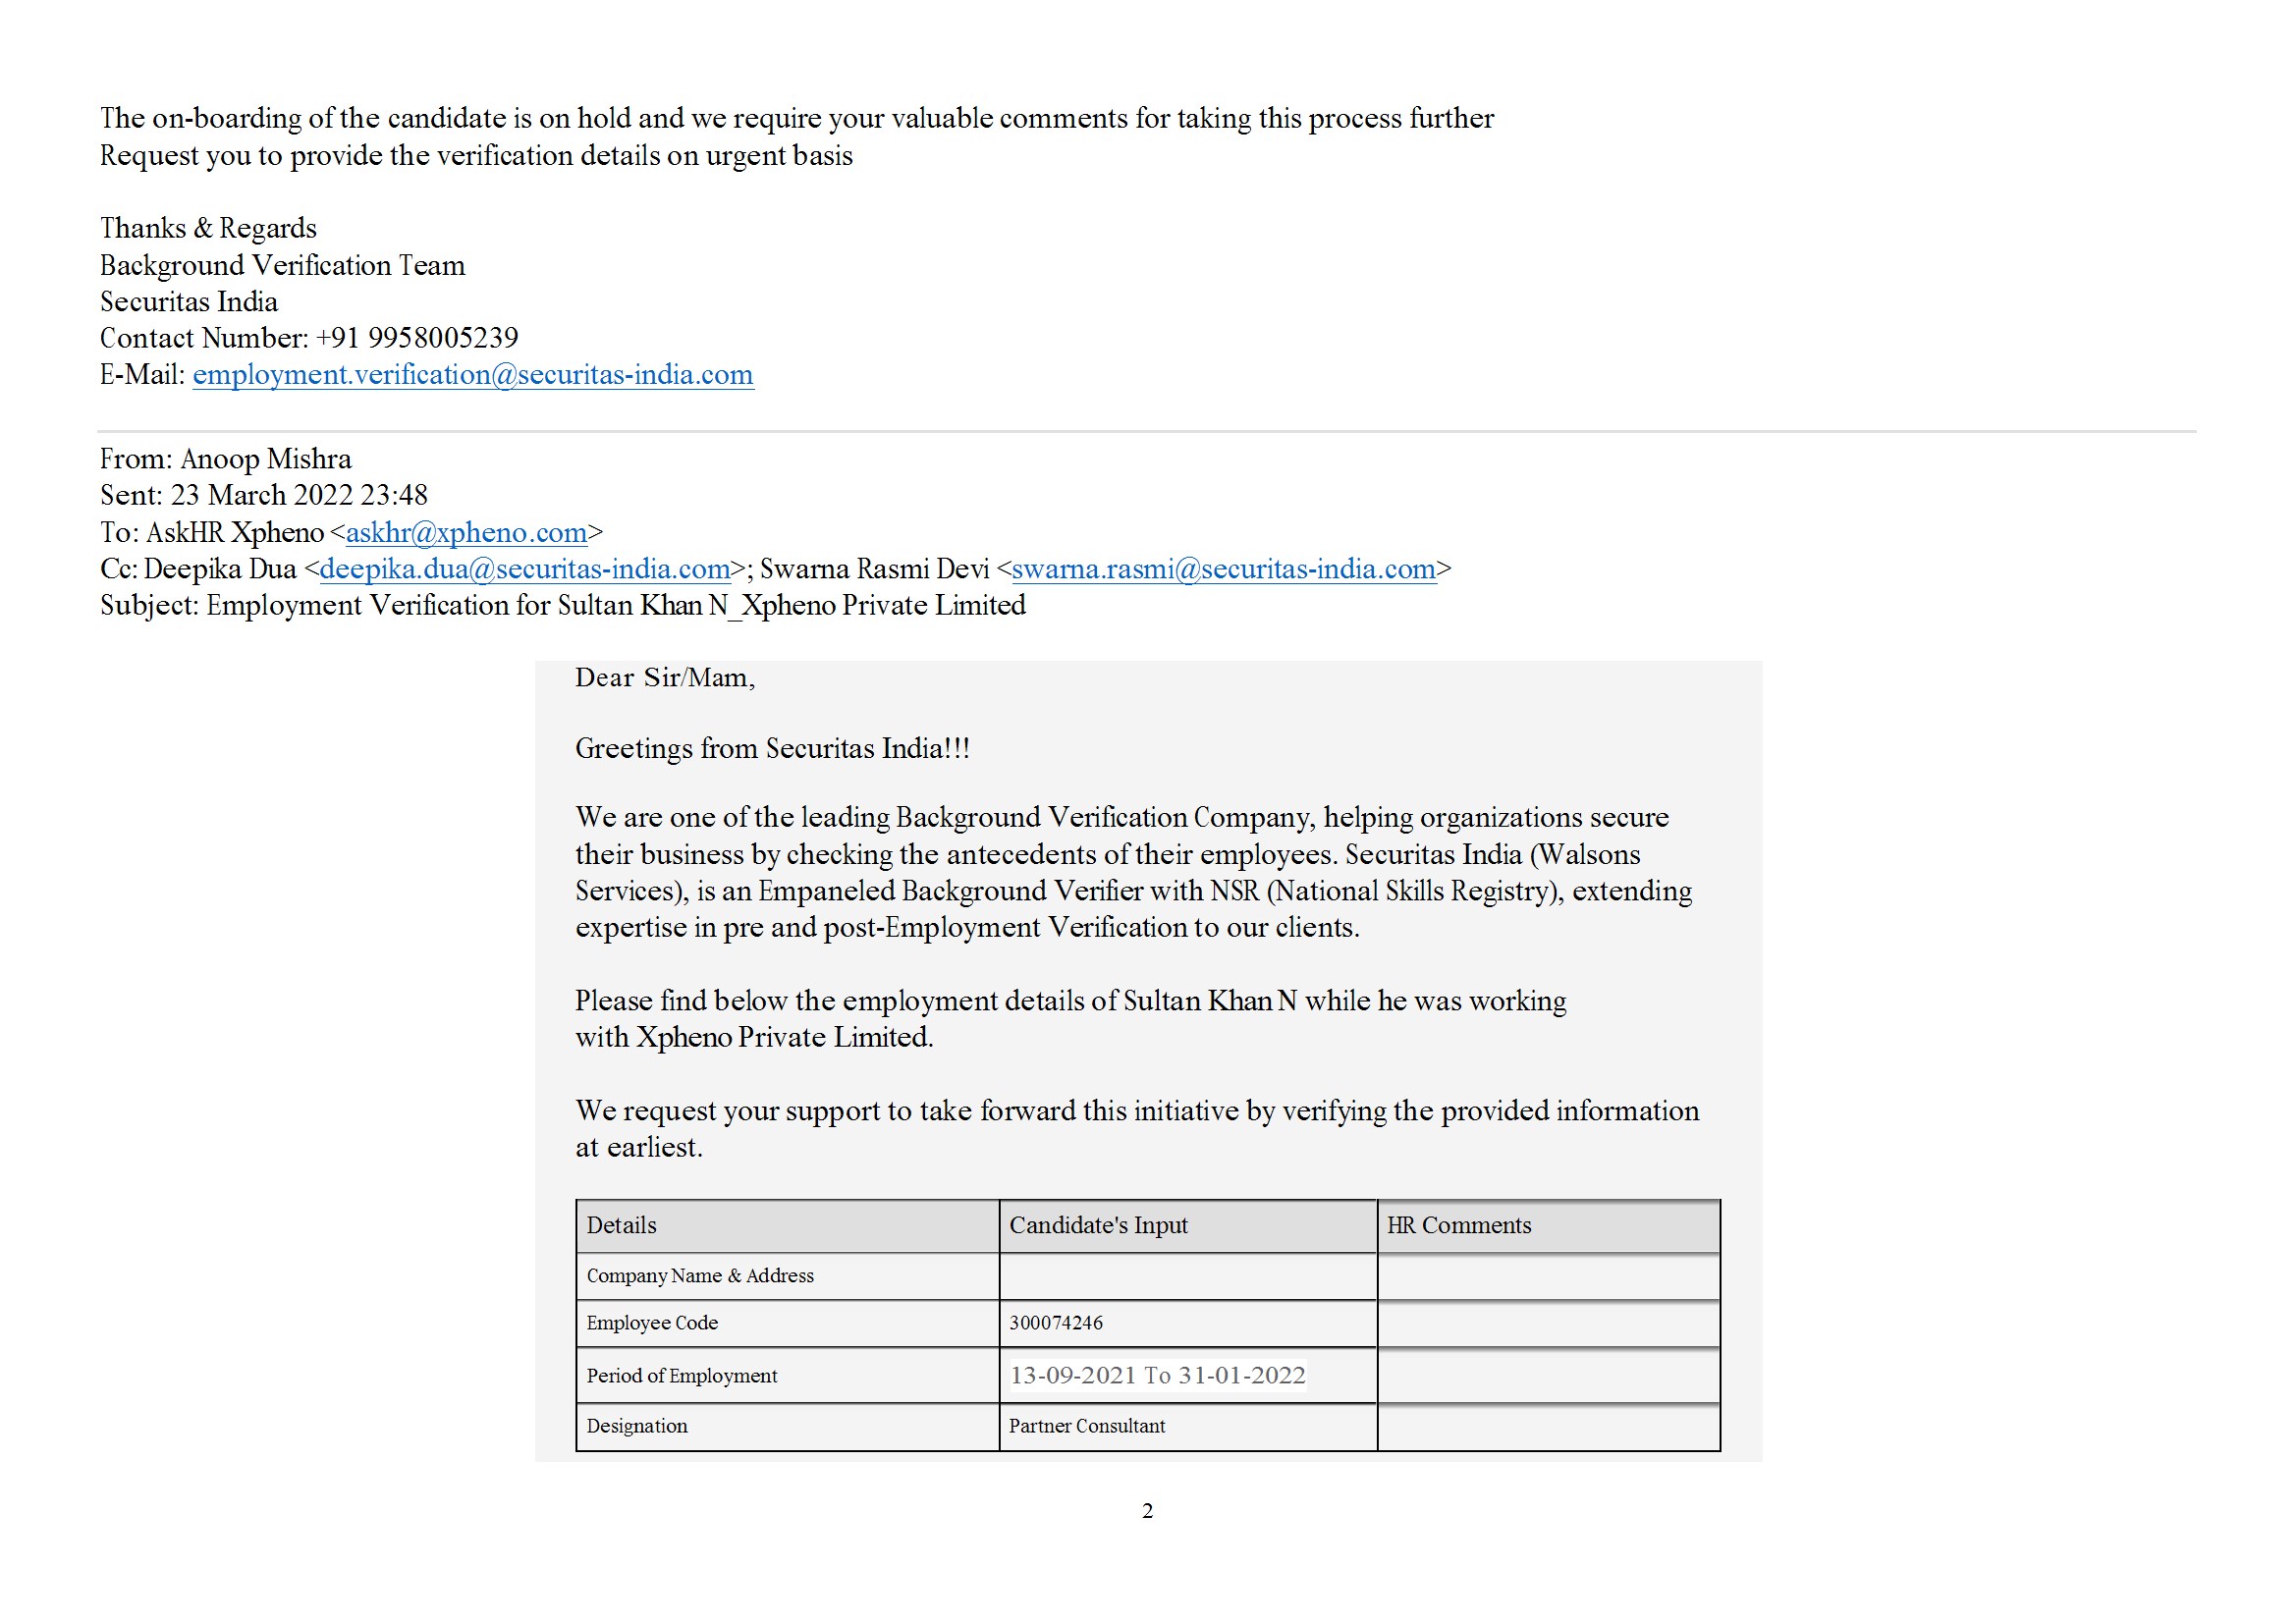 The on-boarding of the candidate is on hold and we require your valuable comments for taking this process further
Request you to provide the verification details on urgent basis
Thanks & Regards
Background Verification Team
Securitas India
Contact Number: +91 9958005239
E-Mail: employment.verification@securitas-india.com
From: Anoop Mishra
Sent: 23 March 2022 23:48
To: AskHR Xpheno <askhr@xpheno.com>
Cc: Deepika Dua <deepika.dua@securitas-india.com>; Swarna Rasmi Devi <swarna.rasmi@securitas-india.com>
Subject: Employment Verification for Sultan Khan N_Xpheno Private Limited
Dear Sir/Mam,
Greetings from Securitas India!!!
We are one of the leading Background Verification Company, helping organizations secure
their business by checking the antecedents of their employees. Securitas India (Walsons
Services), is an Empaneled Background Verifier with NSR (National Skills Registry), extending
expertise in pre and post-Employment Verification to our clients.
Please find below the employment details of Sultan Khan N while he was working
with Xpheno Private Limited.
We request your support to take forward this initiative by verifying the provided information
at earliest.
Details Candidate's Input HR Comments
Company Name & Address
Employee Code 300074246
Period of Employment 13-09-2021 To 31-01-2022
Designation Partner Consultant
2